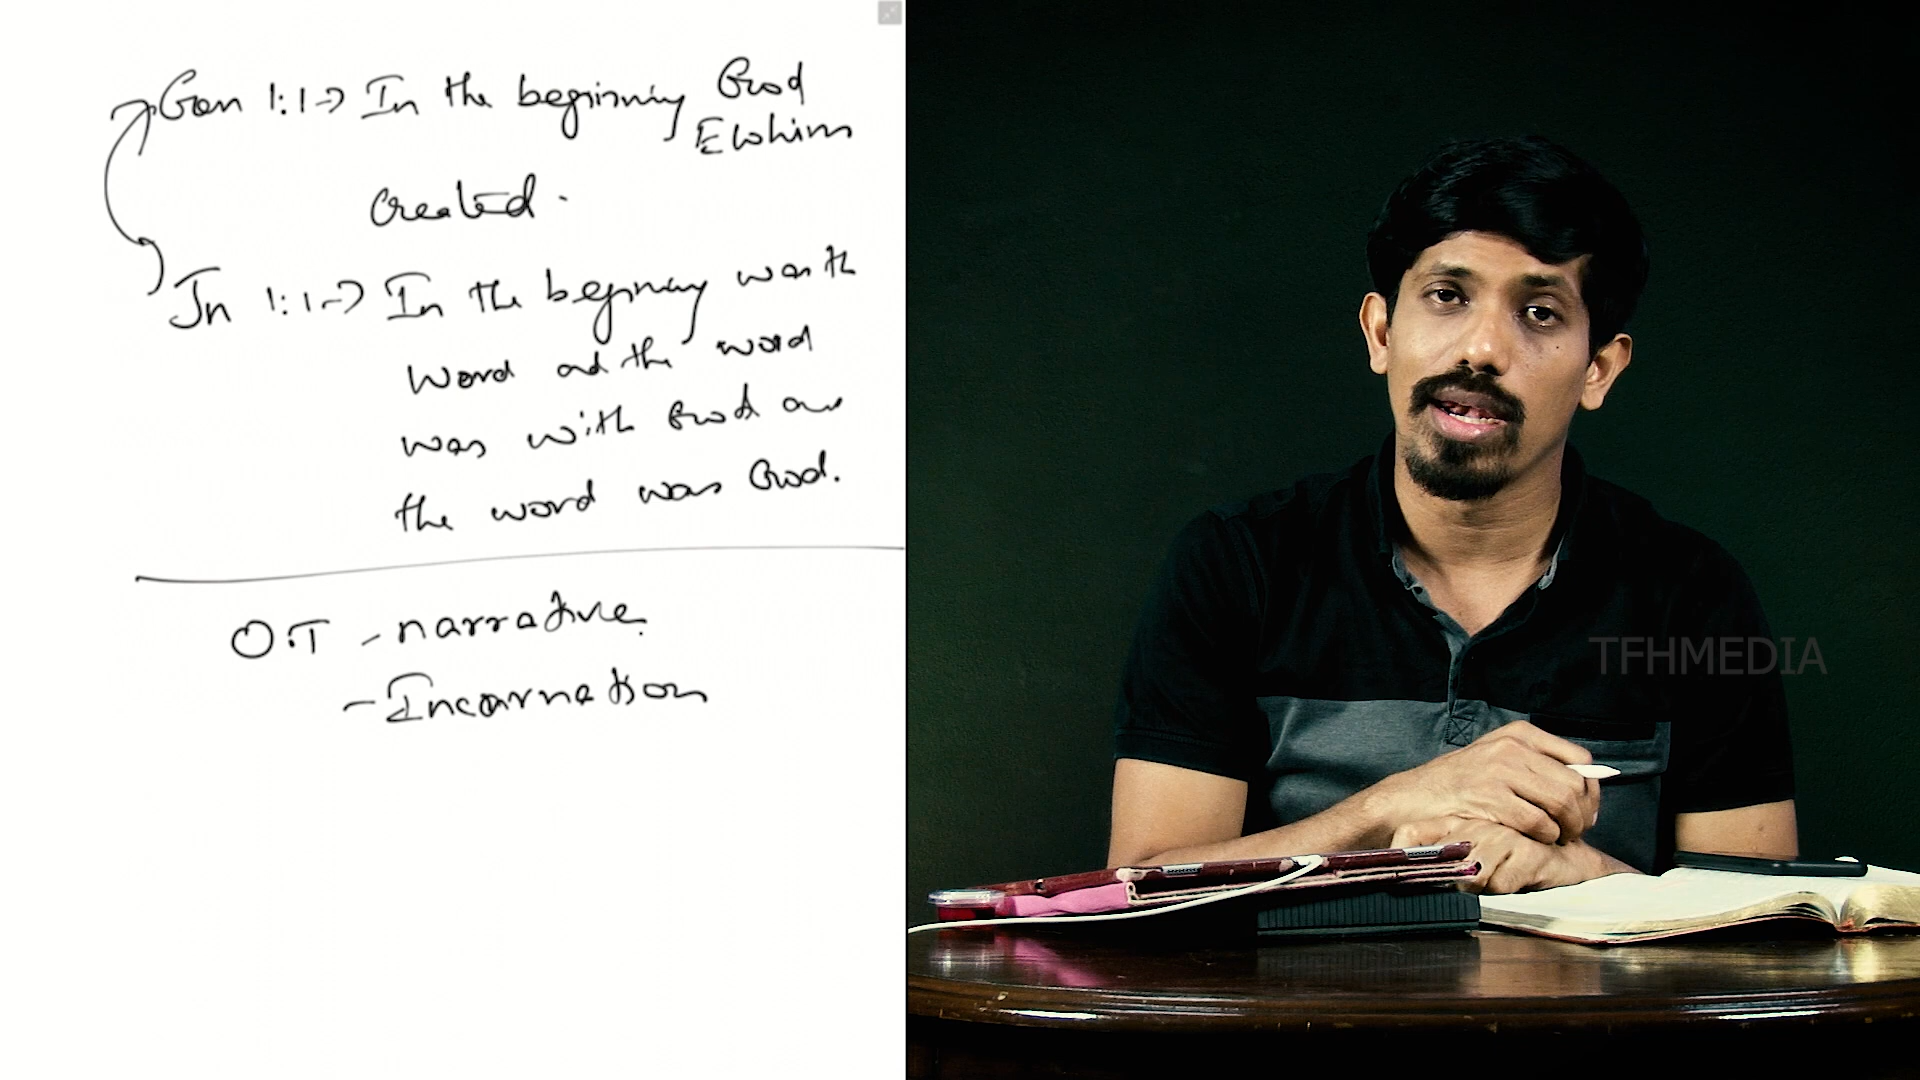 Gen 1:1 → In the beginning God
Elohim
Created.
Jn 1:1 → In the beginning was th
Word and the word
was with God and
the word was God.
O.T - narrative.
- Incarnation
TFHMEDIA